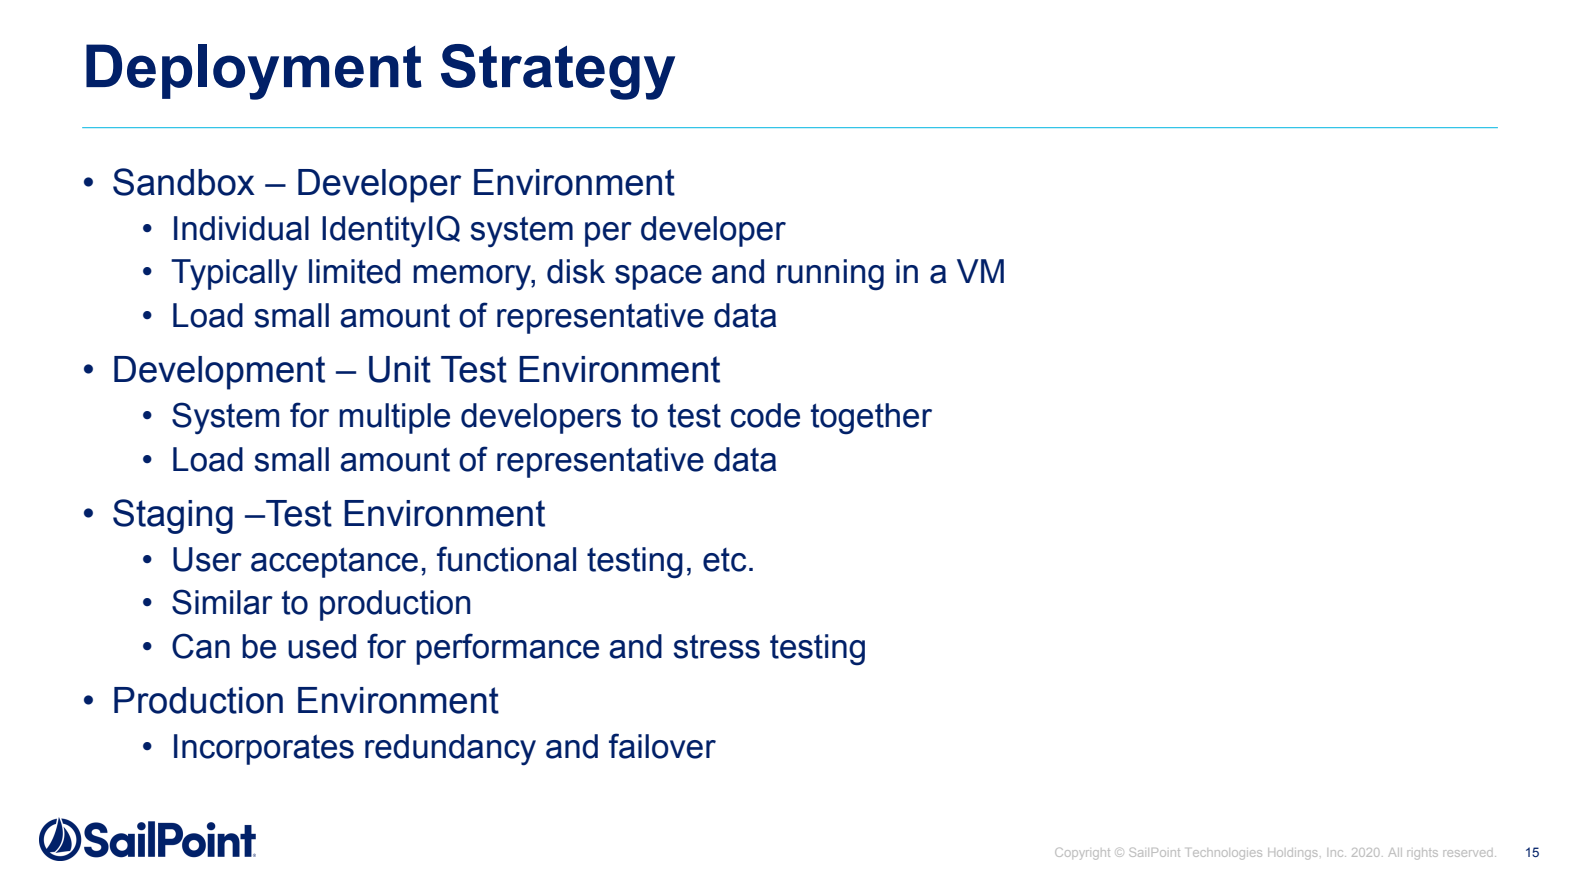 Deployment Strategy
• Sandbox – Developer Environment
• Individual IdentityIQ system per developer
• Typically limited memory, disk space and running in a VM
• Load small amount of representative data
• Development – Unit Test Environment
• System for multiple developers to test code together
• Load small amount of representative data
• Staging –Test Environment
• User acceptance, functional testing, etc.
• Similar to production
• Can be used for performance and stress testing
• Production Environment
• Incorporates redundancy and failover
SailPoint
Copyright © SailPoint Technologies Holdings, Inc. 2020. All rights reserved. 15